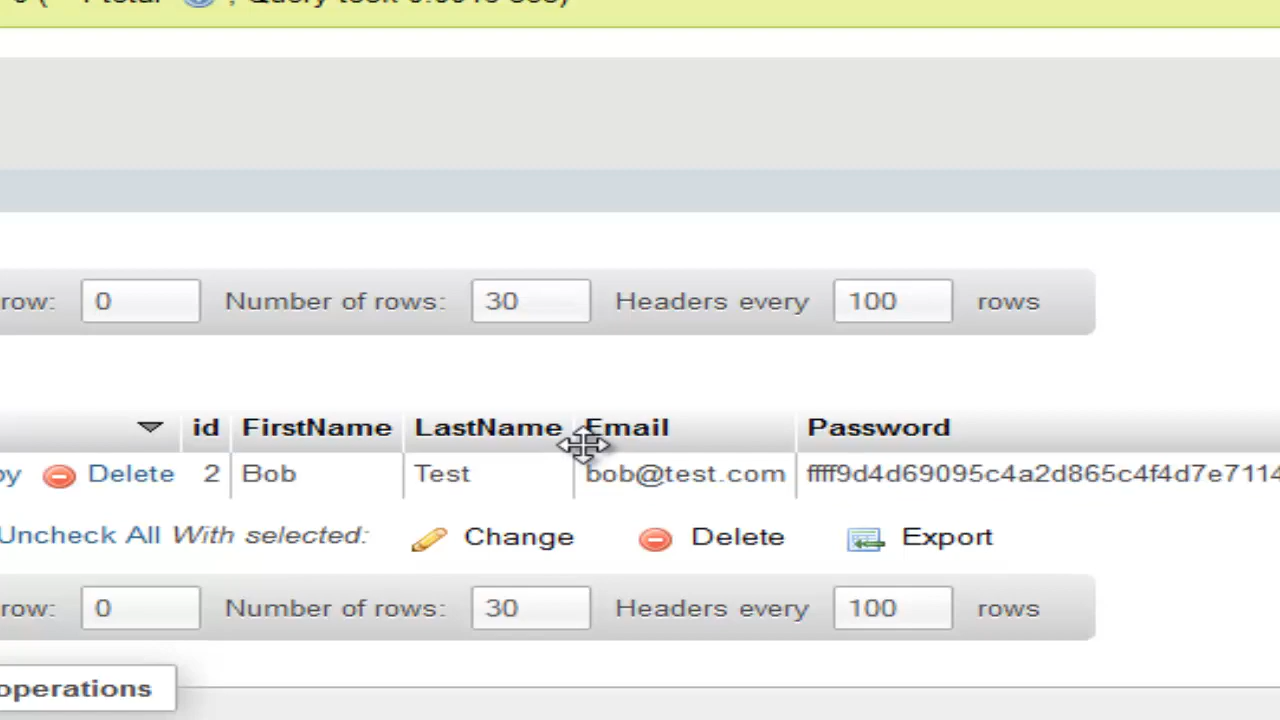 row: 0 Number of rows: 30 Headers every 100 rows
id FirstName LastName Email Password
Delete 2 Bob Test bob@test.com ffff9d4d69095c4a2d865c4f4d7e7114
Uncheck All With selected: Change Delete Export
row: 0 Number of rows: 30 Headers every 100 rows
operations